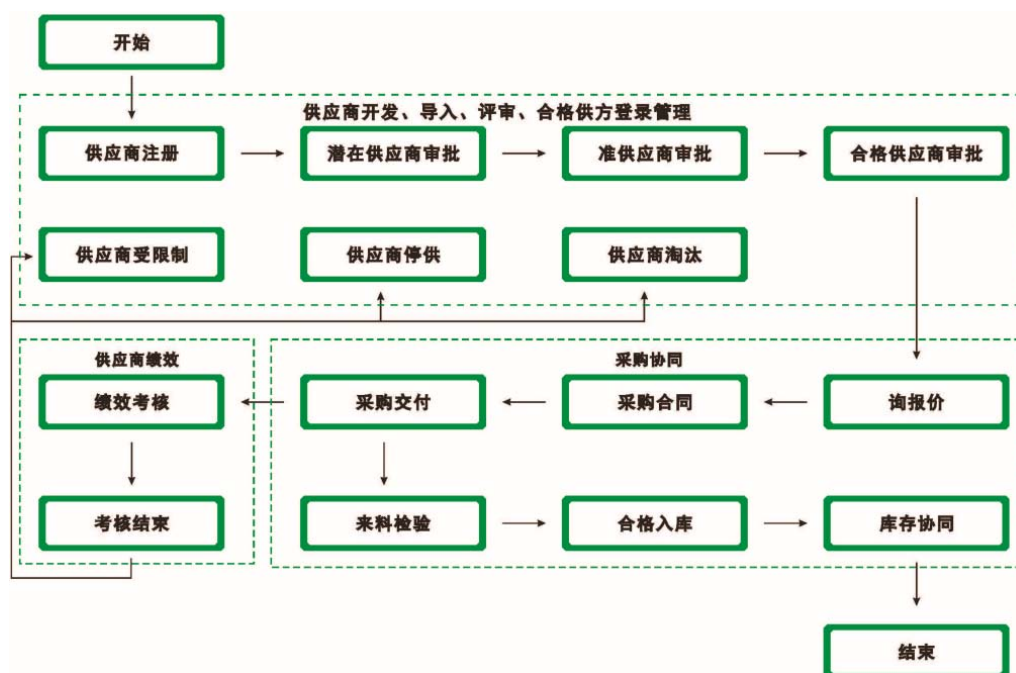 开始
供应商开发、导入、评审、合格供方登录管理
供应商注册
潜在供应商审批
准供应商审批
合格供应商审批
供应商受限制
供应商停供
供应商淘汰
供应商绩效
采购协同
绩效考核
采购交付
采购合同
询报价
考核结束
来料检验
合格入库
库存协同
结束